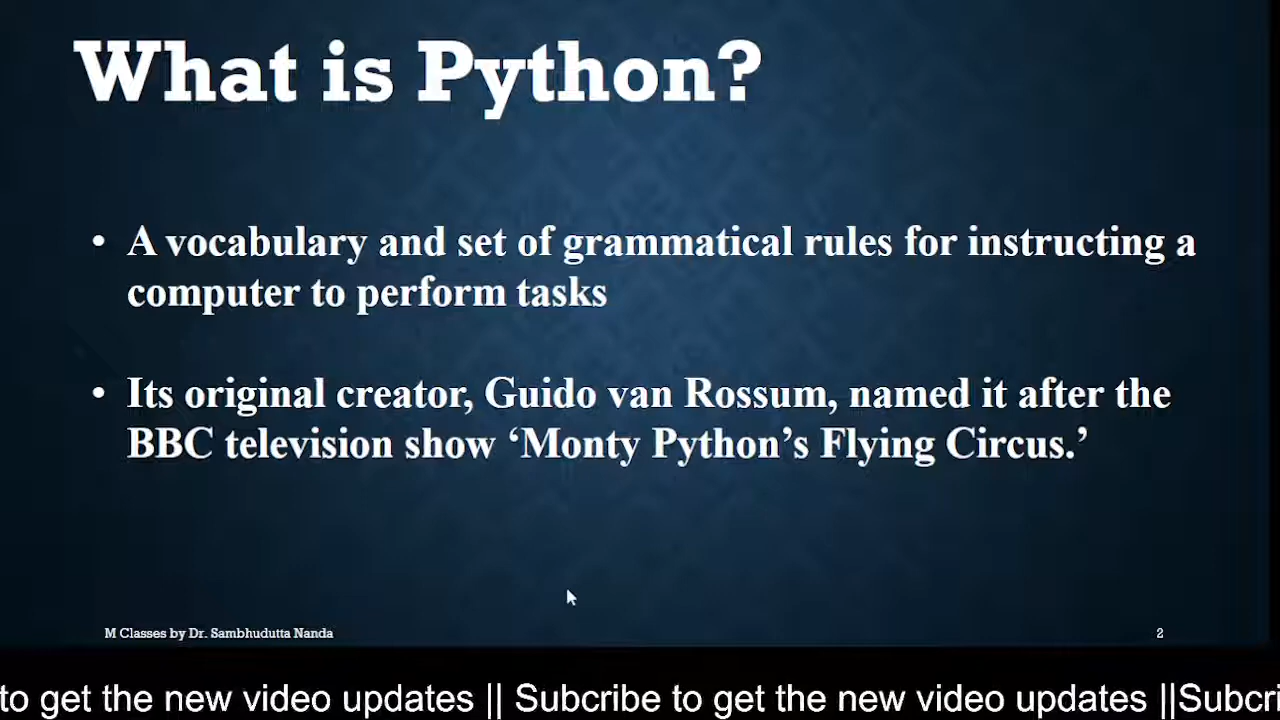 What is Python?
• A vocabulary and set of grammatical rules for instructing a
computer to perform tasks
• Its original creator, Guido van Rossum, named it after the
BBC television show ‘Monty Python’s Flying Circus.’
M Classes by Dr. Sambhudutta Nanda
2
to get the new video updates || Subcribe to get the new video updates ||Subcri